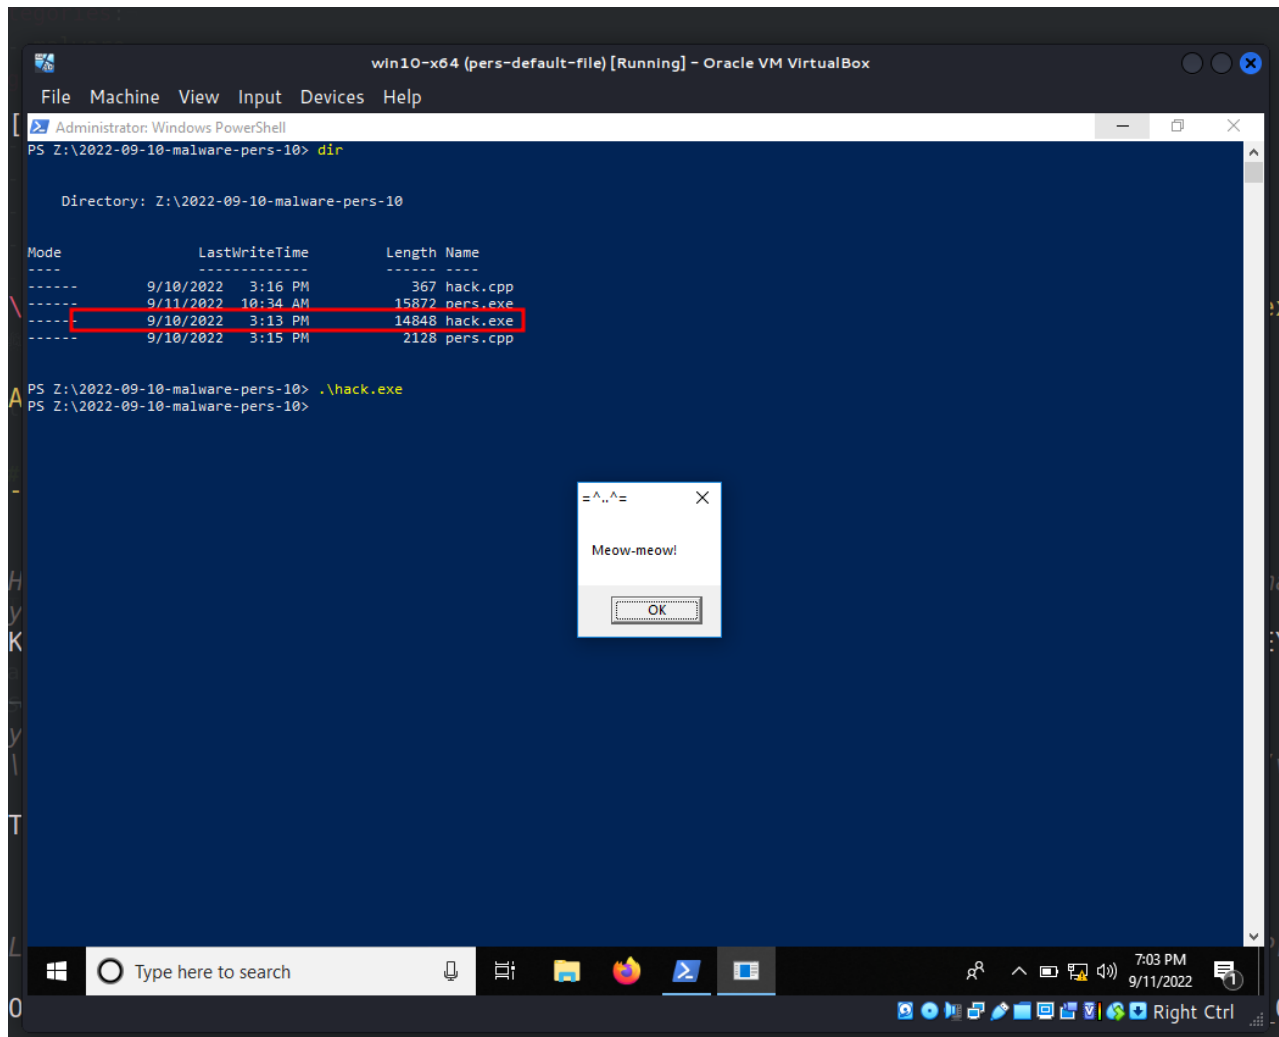 win10-x64 (pers-default-file) [Running] - Oracle VM VirtualBox
File Machine View Input Devices Help
Administrator: Windows PowerShell
PS Z:\2022-09-10-malware-pers-10> dir
Directory: Z:\2022-09-10-malware-pers-10
Mode LastWriteTime Length Name
---- ------------- ------ ----
------ 9/10/2022 3:16 PM 367 hack.cpp
------ 9/11/2022 10:34 AM 15872 pers.exe
------ 9/10/2022 3:13 PM 14848 hack.exe
------ 9/10/2022 3:15 PM 2128 pers.cpp
PS Z:\2022-09-10-malware-pers-10> .\hack.exe
PS Z:\2022-09-10-malware-pers-10>
=^..^=
Meow-meow!
OK
Type here to search
7:03 PM
9/11/2022
1
Right Ctrl